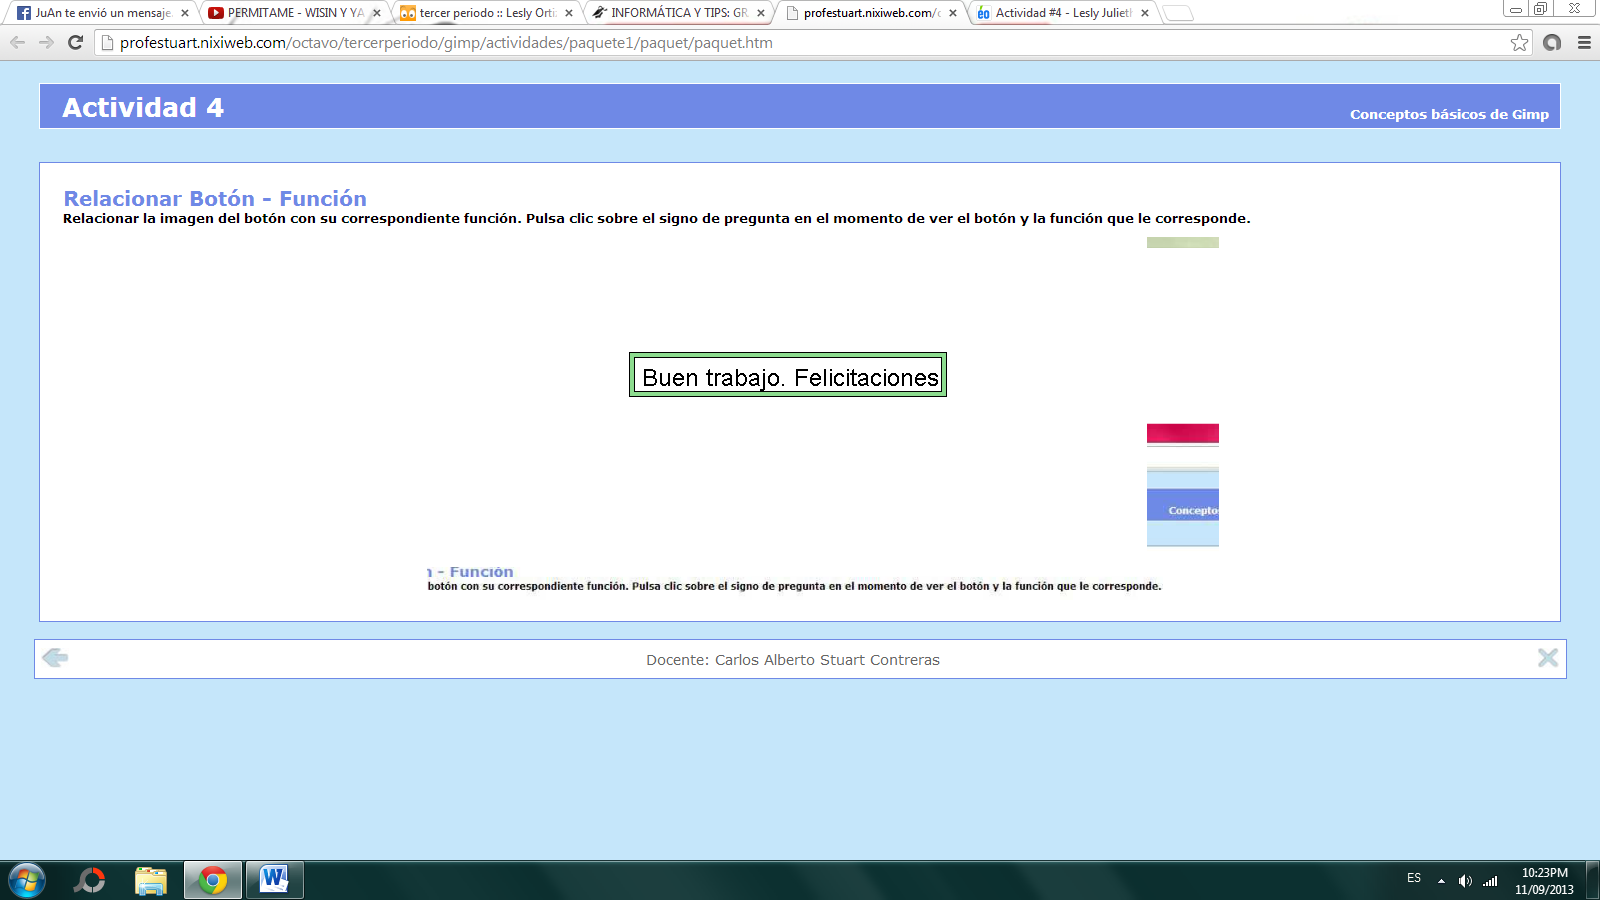 JuAn te envió un mensaje.
PERMITAME - WISIN Y YA
tercer periodo :: Lesly Orti
INFORMÁTICA Y TIPS: GR
profestuart.nixiweb.com/o
Actividad #4 - Lesly Julieth
profestuart.nixiweb.com/octavo/tercerperiodo/gimp/actividades/paquete1/paquet/paquet.htm
Actividad 4
Conceptos básicos de Gimp
Relacionar Botón - Función
Relacionar la imagen del botón con su correspondiente función. Pulsa clic sobre el signo de pregunta en el momento de ver el botón y la función que le corresponde.
Buen trabajo. Felicitaciones
Conceptos
n - Función
botón con su correspondiente función. Pulsa clic sobre el signo de pregunta en el momento de ver el botón y la función que le corresponde.
Docente: Carlos Alberto Stuart Contreras
ES
10:23PM
11/09/2013